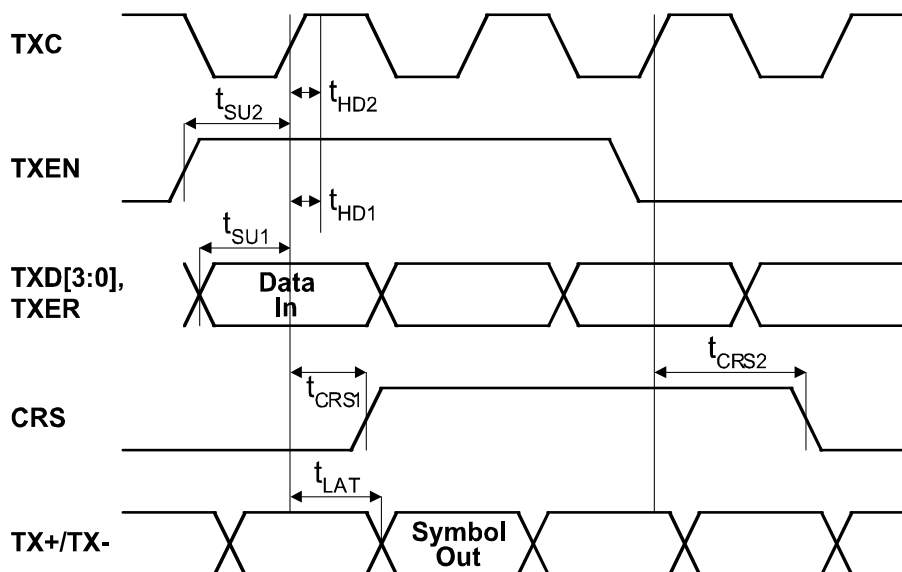 TXC
tHD2
tSU2
TXEN
tHD1
tSU1
TXD[3:0],
TXER
Data
In
tCRS2
tCRS1
CRS
tLAT
TX+/TX-
Symbol
Out